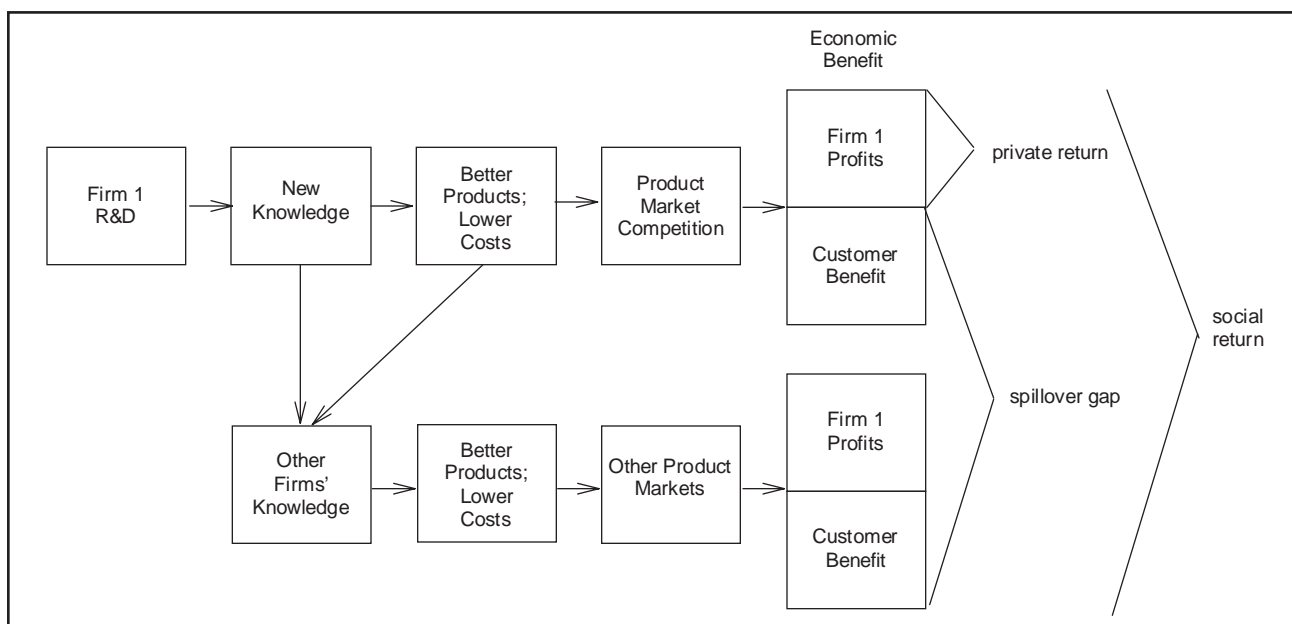 Economic
Benefit
Firm 1
R&D
New
Knowledge
Better
Products;
Lower
Costs
Product
Market
Competition
Firm 1
Profits
Customer
Benefit
private return
social
return
spillover gap
Other
Firms’
Knowledge
Better
Products;
Lower
Costs
Other Product
Markets
Firm 1
Profits
Customer
Benefit